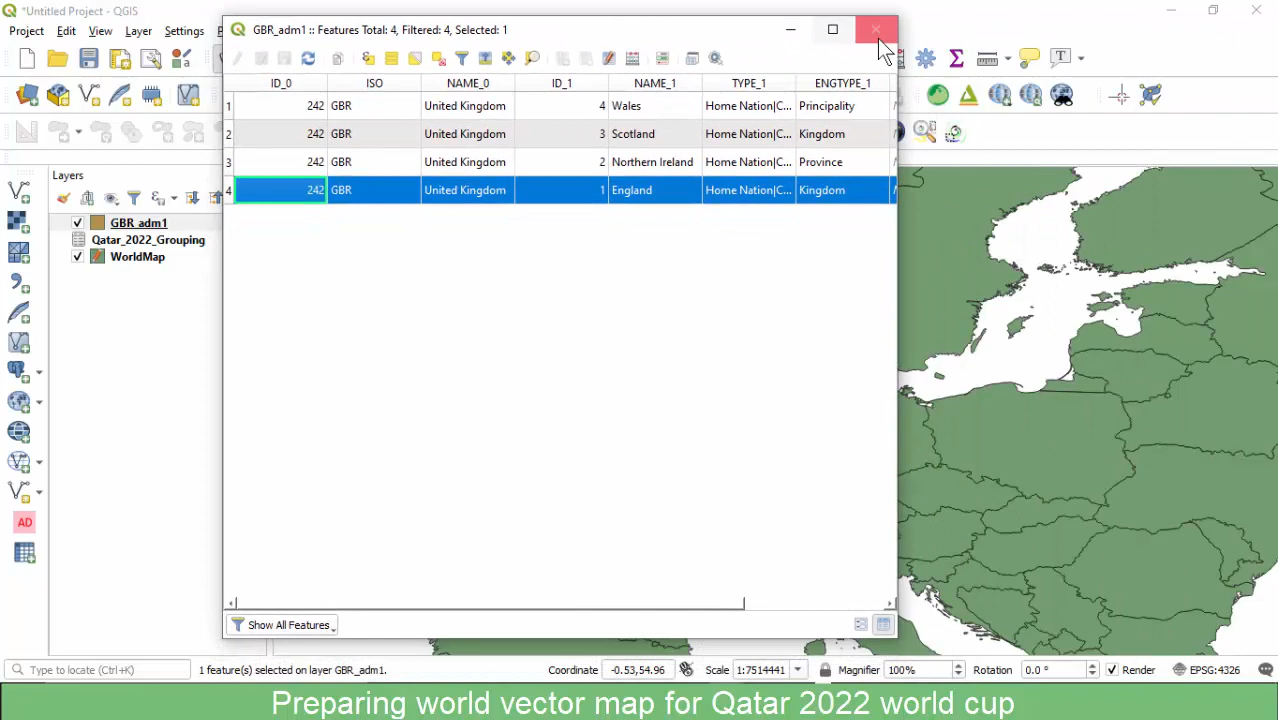 *Untitled Project — QGIS
Project Edit View Layer Settings
GBR_adm1 :: Features Total: 4, Filtered: 4, Selected: 1
ID_0 ISO NAME_0 ID_1 NAME_1 TYPE_1 ENGTYPE_1
1 242 GBR United Kingdom 4 Wales Home Nation|C... Principality
2 242 GBR United Kingdom 3 Scotland Home Nation|C... Kingdom
3 242 GBR United Kingdom 2 Northern Ireland Home Nation|C... Province
4 242 GBR United Kingdom 1 England Home Nation|C... Kingdom
Layers
GBR_adm1
Qatar_2022_Grouping
WorldMap
AD
Show All Features
Type to locate (Ctrl+K) 1 feature(s) selected on layer GBR_adm1. Coordinate -0.53,54.96 Scale 1:7514441 Magnifier 100% Rotation 0.0 ° Render EPSG:4326
Preparing world vector map for Qatar 2022 world cup